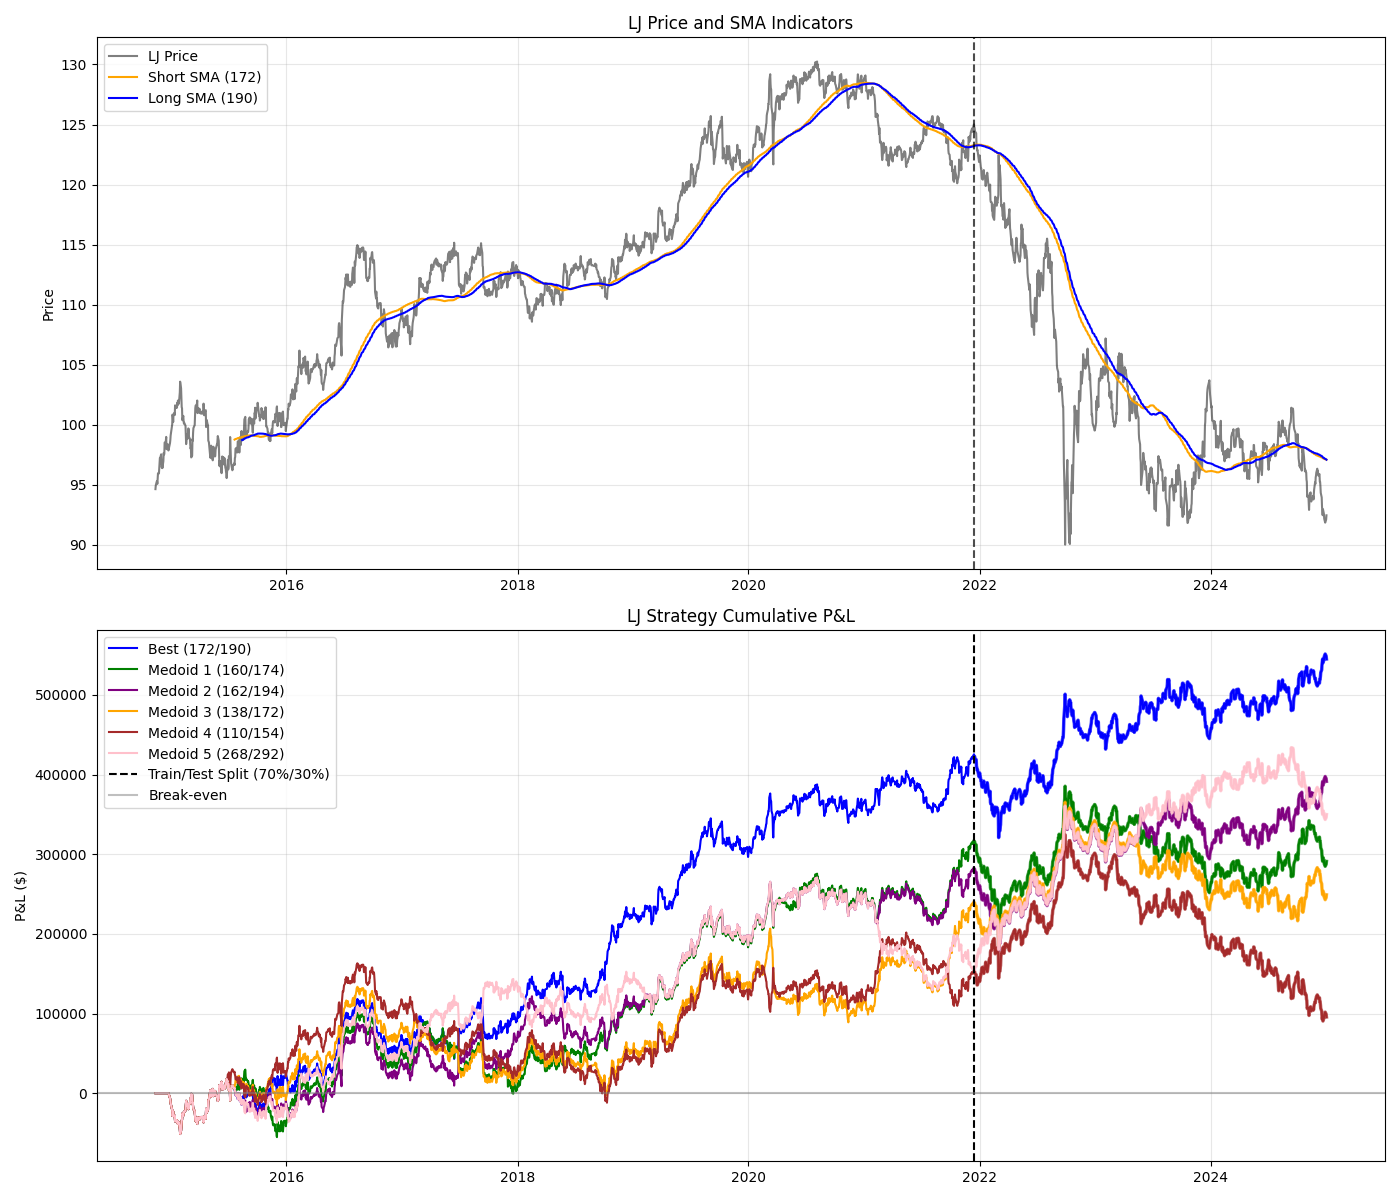 LJ Price and SMA Indicators
LJ Price
Short SMA (172)
Long SMA (190)
Price
130
125
120
115
110
105
100
95
90
2016
2018
2020
2022
2024
LJ Strategy Cumulative P&L
Best (172/190)
Medoid 1 (160/174)
Medoid 2 (162/194)
Medoid 3 (138/172)
Medoid 4 (110/154)
Medoid 5 (268/292)
Train/Test Split (70%/30%)
Break-even
P&L ($)
500000
400000
300000
200000
100000
0
2016
2018
2020
2022
2024